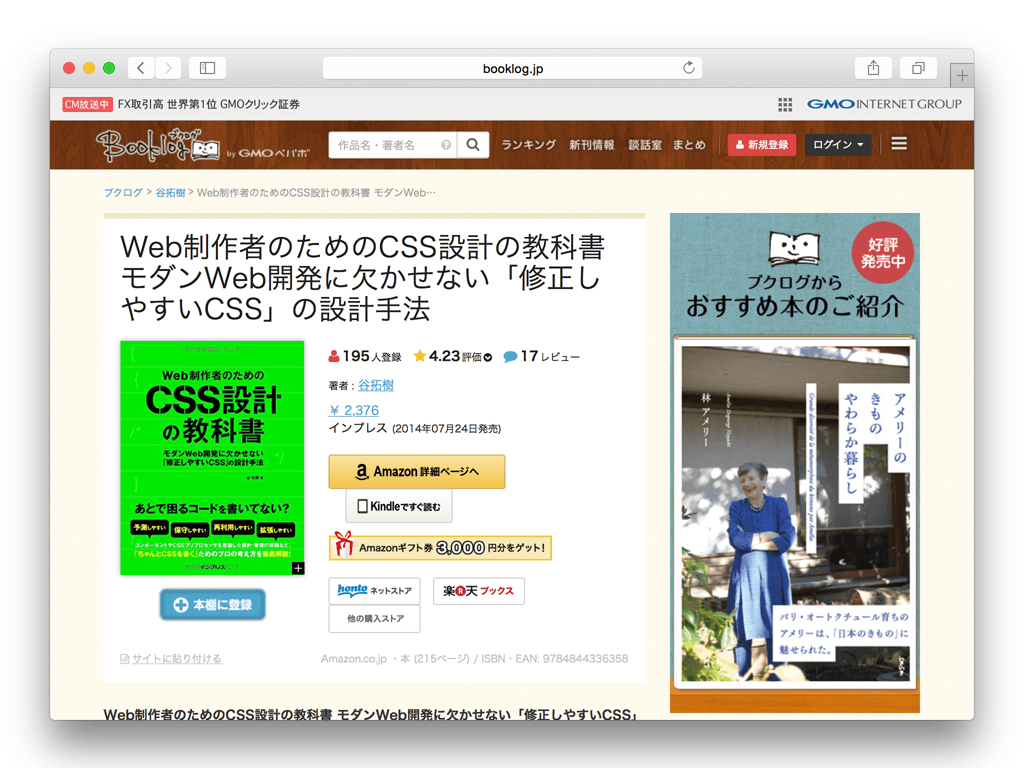 booklog.jp
CM放送中 FX取引高 世界第1位 GMOクリック証券
GMO INTERNET GROUP
Booklog ブクログ by GMOペパボ
作品名・著者名
ランキング 新刊情報 談話室 まとめ
新規登録 ログイン
ブクログ > 谷拓樹 > Web制作者のためのCSS設計の教科書 モダンWeb…
Web制作者のためのCSS設計の教科書
モダンWeb開発に欠かせない「修正し
やすいCSS」の設計手法
Web制作者のための
CSS設計
の教科書
モダンWeb開発に欠かせない
「修正しやすいCSS」の設計手法
あとで困るコードを書いてない?
予測しやすい 保守しやすい 再利用しやすい 拡張しやすい
「ちゃんとCSSを書く」ためのプロの考え方を徹底解説!
インプレス
本棚に登録
195人登録 4.23評価 17レビュー
著者 : 谷拓樹
¥ 2,376
インプレス (2014年07月24日発売)
Amazon 詳細ページへ
Kindleですぐ読む
Amazonギフト券 3,000 円分をゲット!
honto ネットストア
楽天 ブックス
他の購入ストア
サイトに貼り付ける
Amazon.co.jp ・本 (215ページ) / ISBN・EAN: 9784844336358
Web制作者のためのCSS設計の教科書 モダンWeb開発に欠かせない「修正しやすいCSS」
好評
発売中
ブクログから
おすすめ本のご紹介
アメリーの
きもの
やわらか暮らし
林 アメリー
パリ・オートクチュール育ちの
アメリーは、「日本のきもの」に
魅せられた。